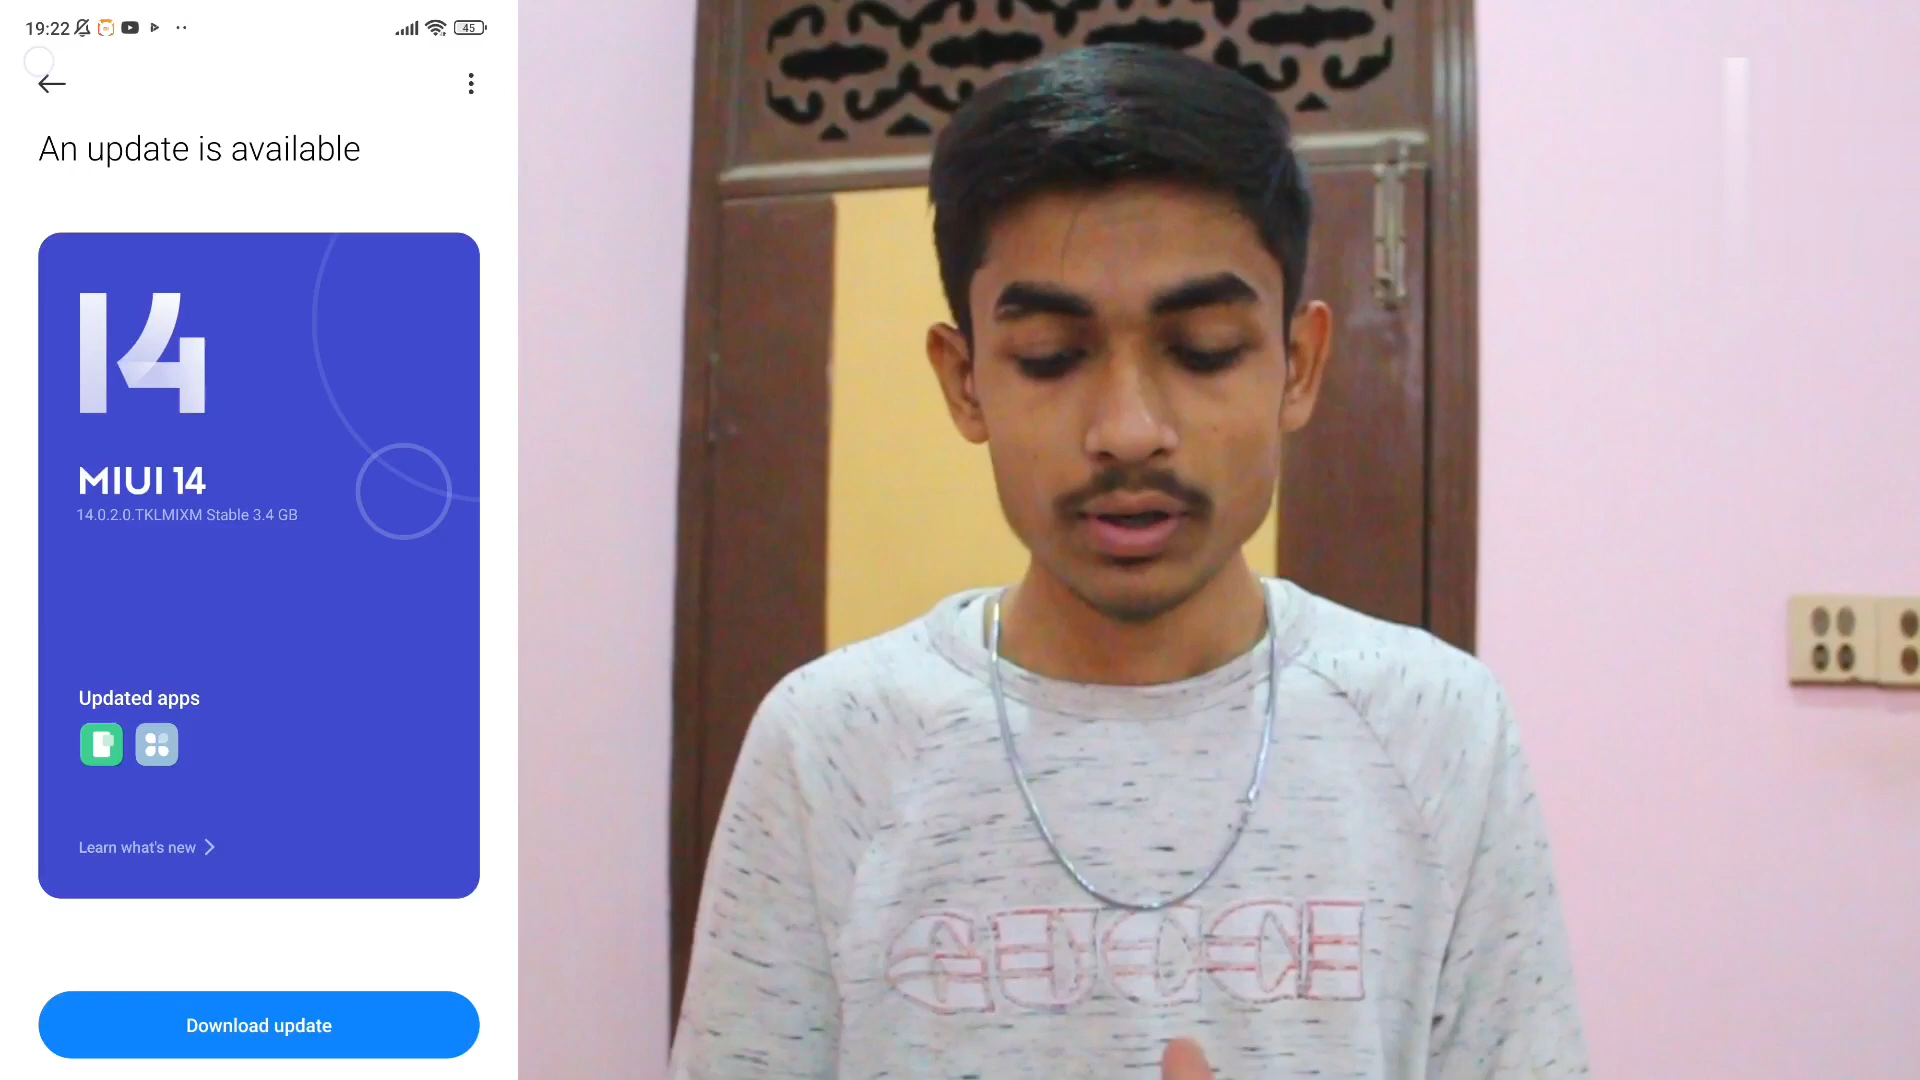 19:22
45
An update is available
14
MIUI 14
14.0.2.0.TKLMIXM Stable 3.4 GB
Updated apps
Learn what's new
Download update
GUCCI